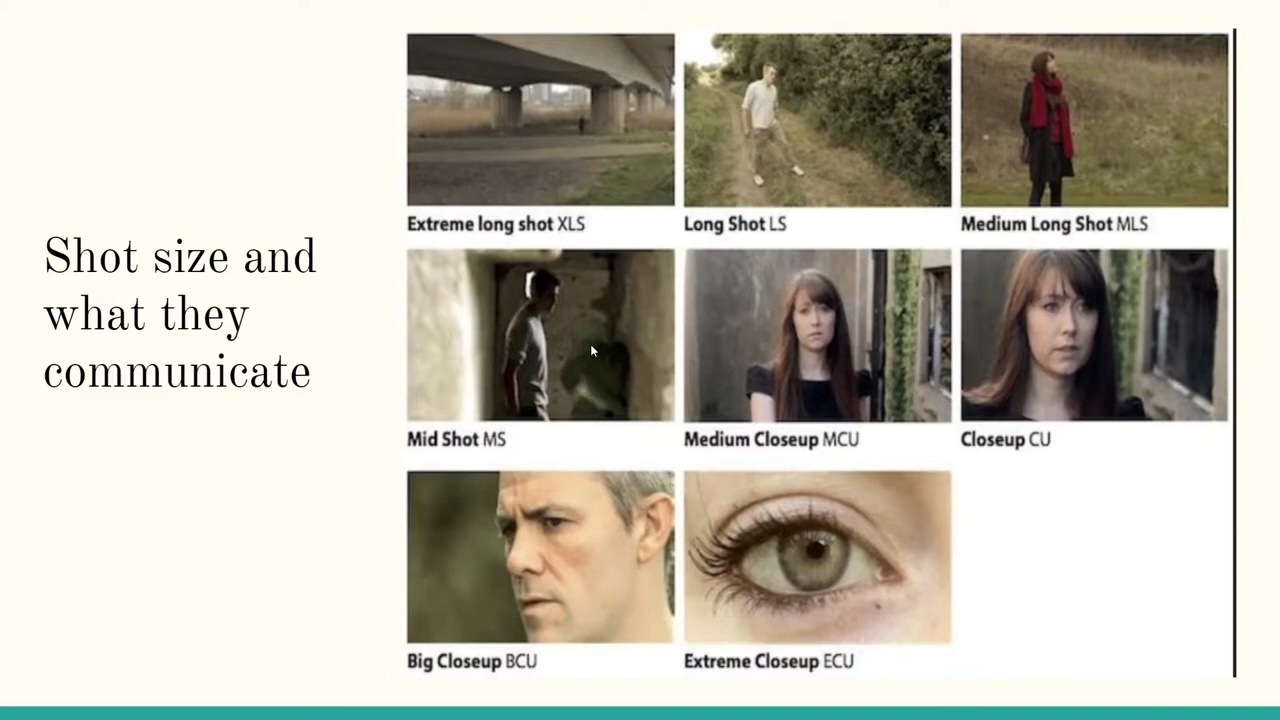 Shot size and
what they
communicate
Extreme long shot XLS
Long Shot LS
Medium Long Shot MLS
Mid Shot MS
Medium Closeup MCU
Closeup CU
Big Closeup BCU
Extreme Closeup ECU